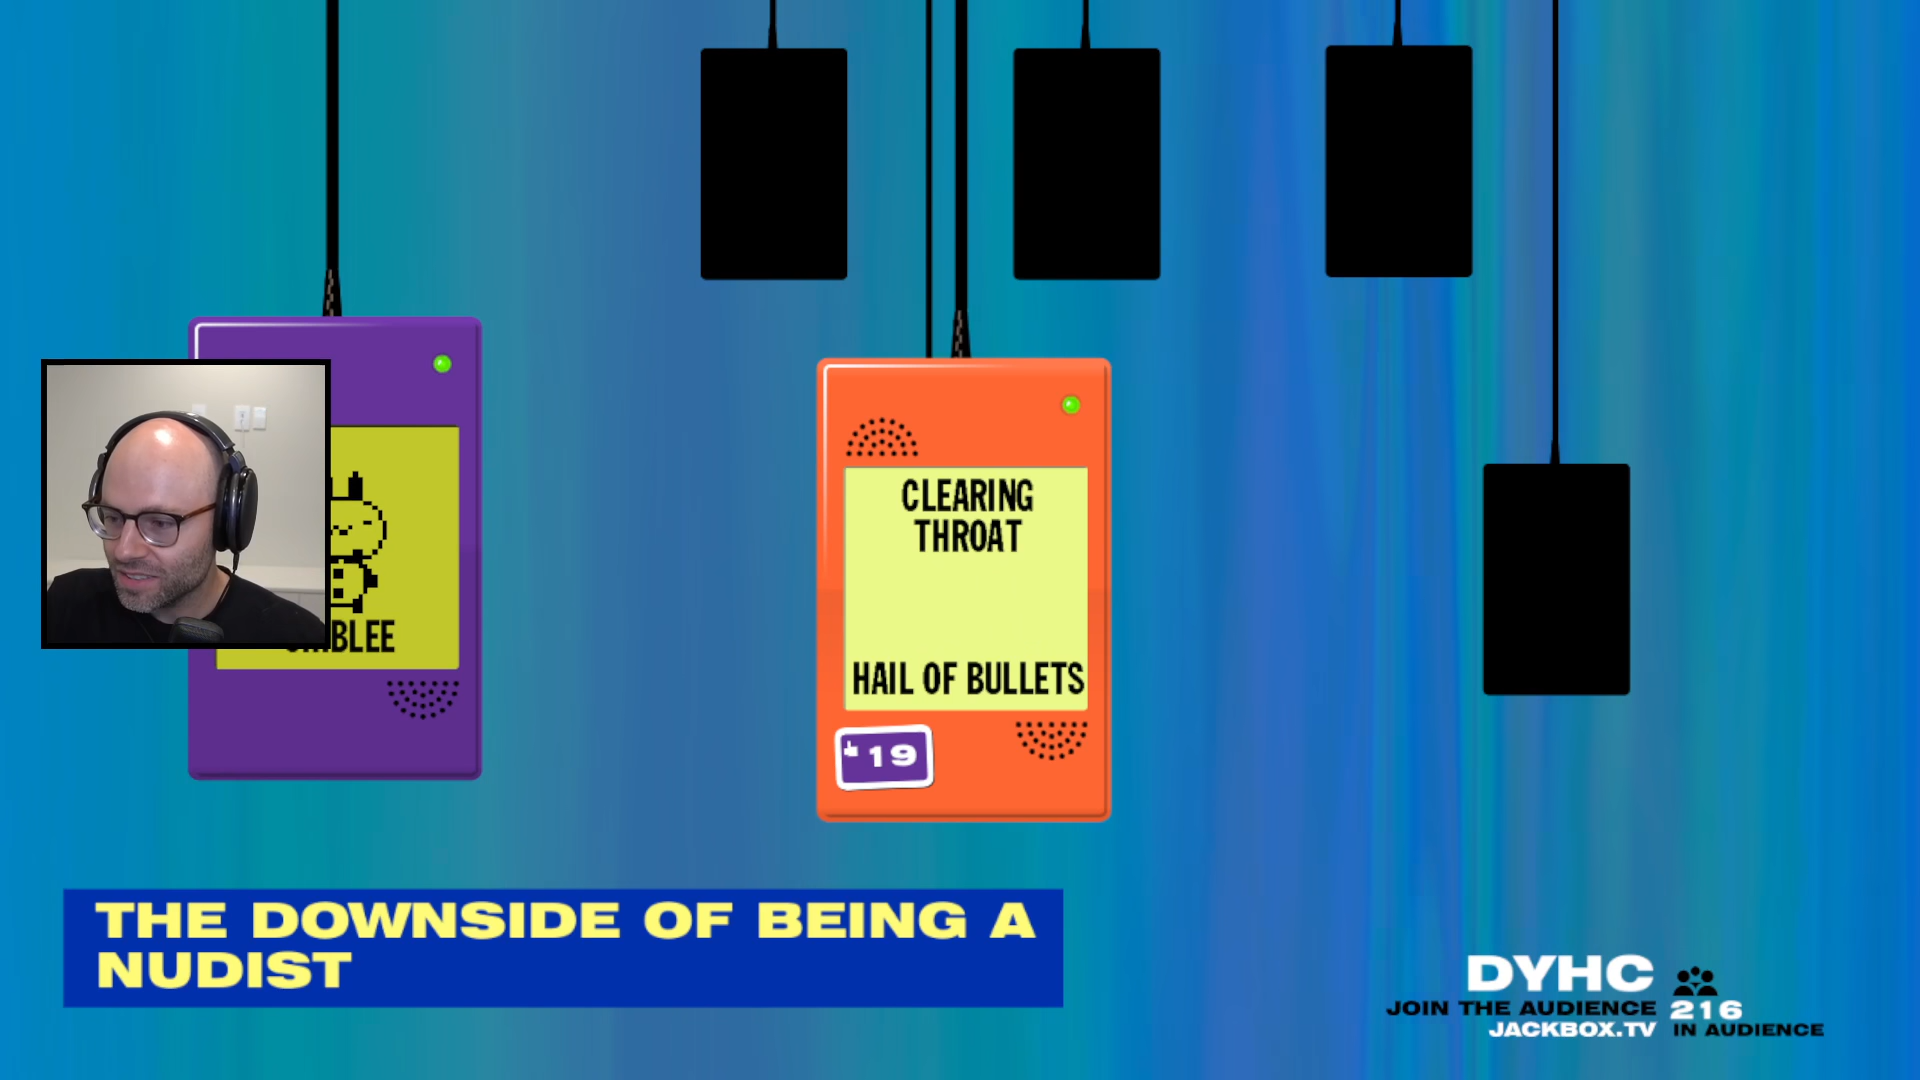 CLEARING
THROAT
HAIL OF BULLETS
19
THE DOWNSIDE OF BEING A
NUDIST
DYHC
JOIN THE AUDIENCE
JACKBOX.TV
216
IN AUDIENCE